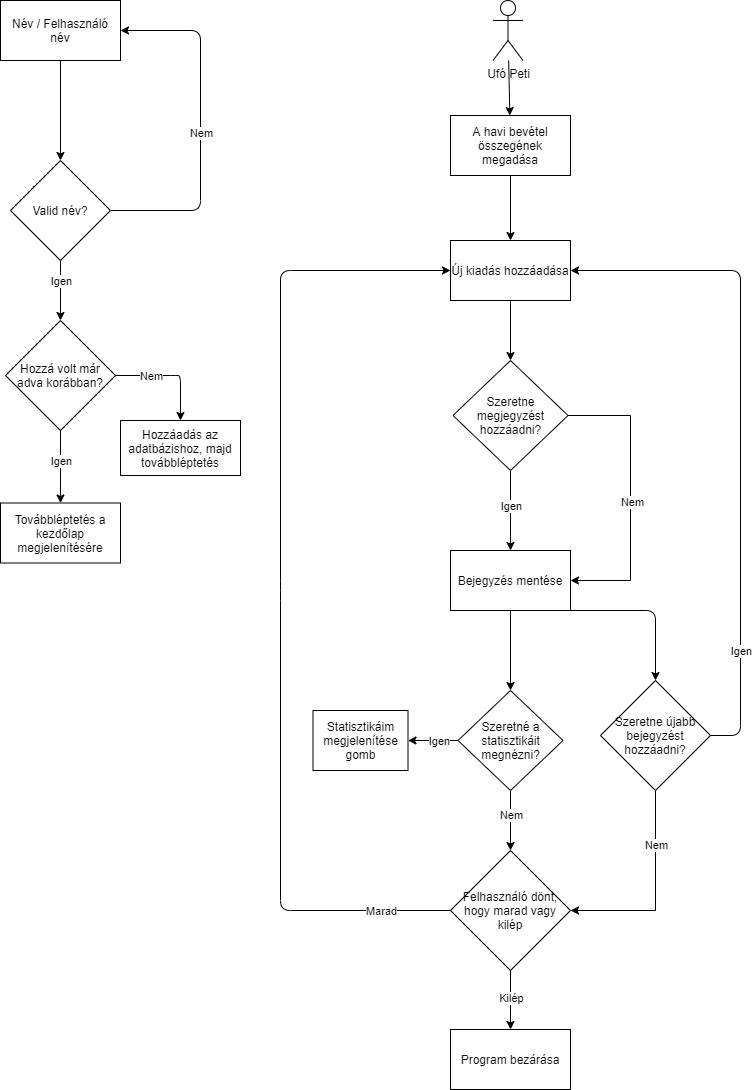 Név / Felhasználó
név
Nem
Valid név?
Igen
Hozzá volt már
adva korábban?
Nem
Hozzáadás az
adatbázishoz, majd
továbbléptetés
Igen
Továbbléptetés a
kezdőlap
megjelenítésére
Ufó Peti
A havi bevétel
összegének
megadása
Új kiadás hozzáadása
Szeretne
megjegyzést
hozzáadni?
Igen
Nem
Bejegyzés mentése
Igen
Statisztikáim
megjelenítése
gomb
Igen
Szeretné a
statisztikáit
megnézni?
Szeretne újabb
bejegyzést
hozzáadni?
Nem
Nem
Marad
Felhasználó dönt,
hogy marad vagy
kilép
Kilép
Program bezárása